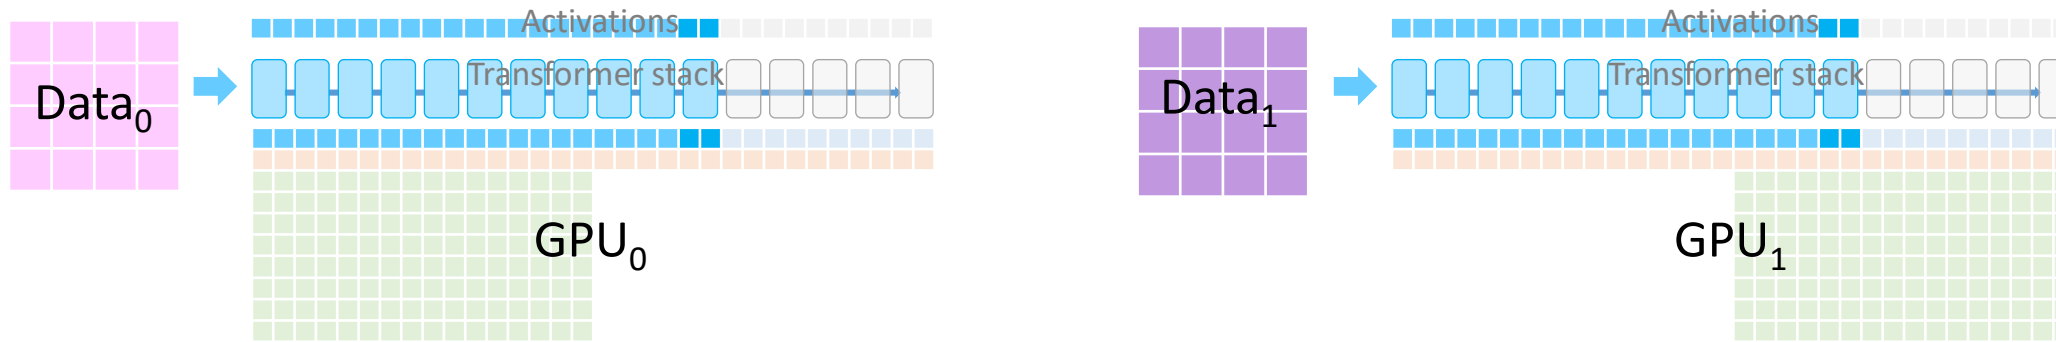 Activations
Transformer stack
Data₀
GPU₀
Activations
Transformer stack
Data₁
GPU₁